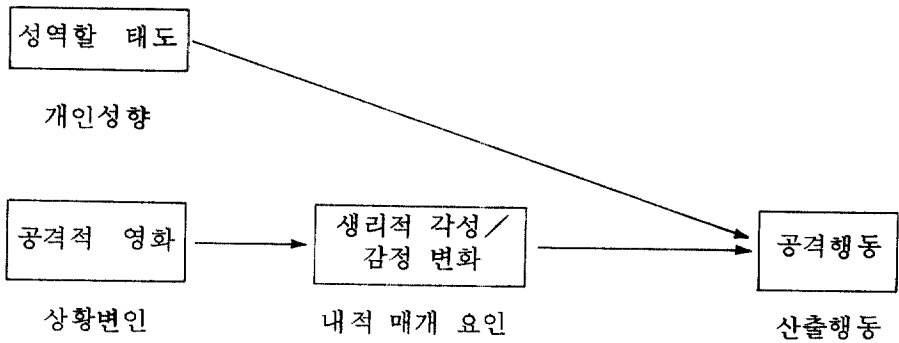 성역할 태도
개인성향
공격적 영화
상황변인
생리적 각성/
감정 변화
내적 매개 요인
공격행동
산출행동